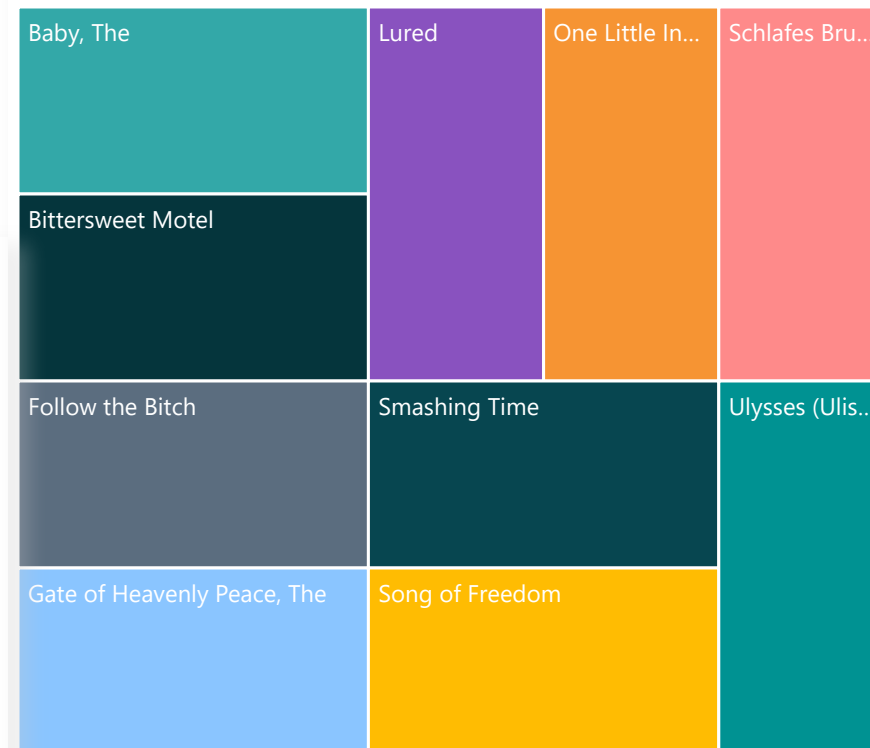 Baby, The
Lured
One Little In...
Schlafes Bru...
Bittersweet Motel
Follow the Bitch
Smashing Time
Ulysses (Ulis...
Gate of Heavenly Peace, The
Song of Freedom